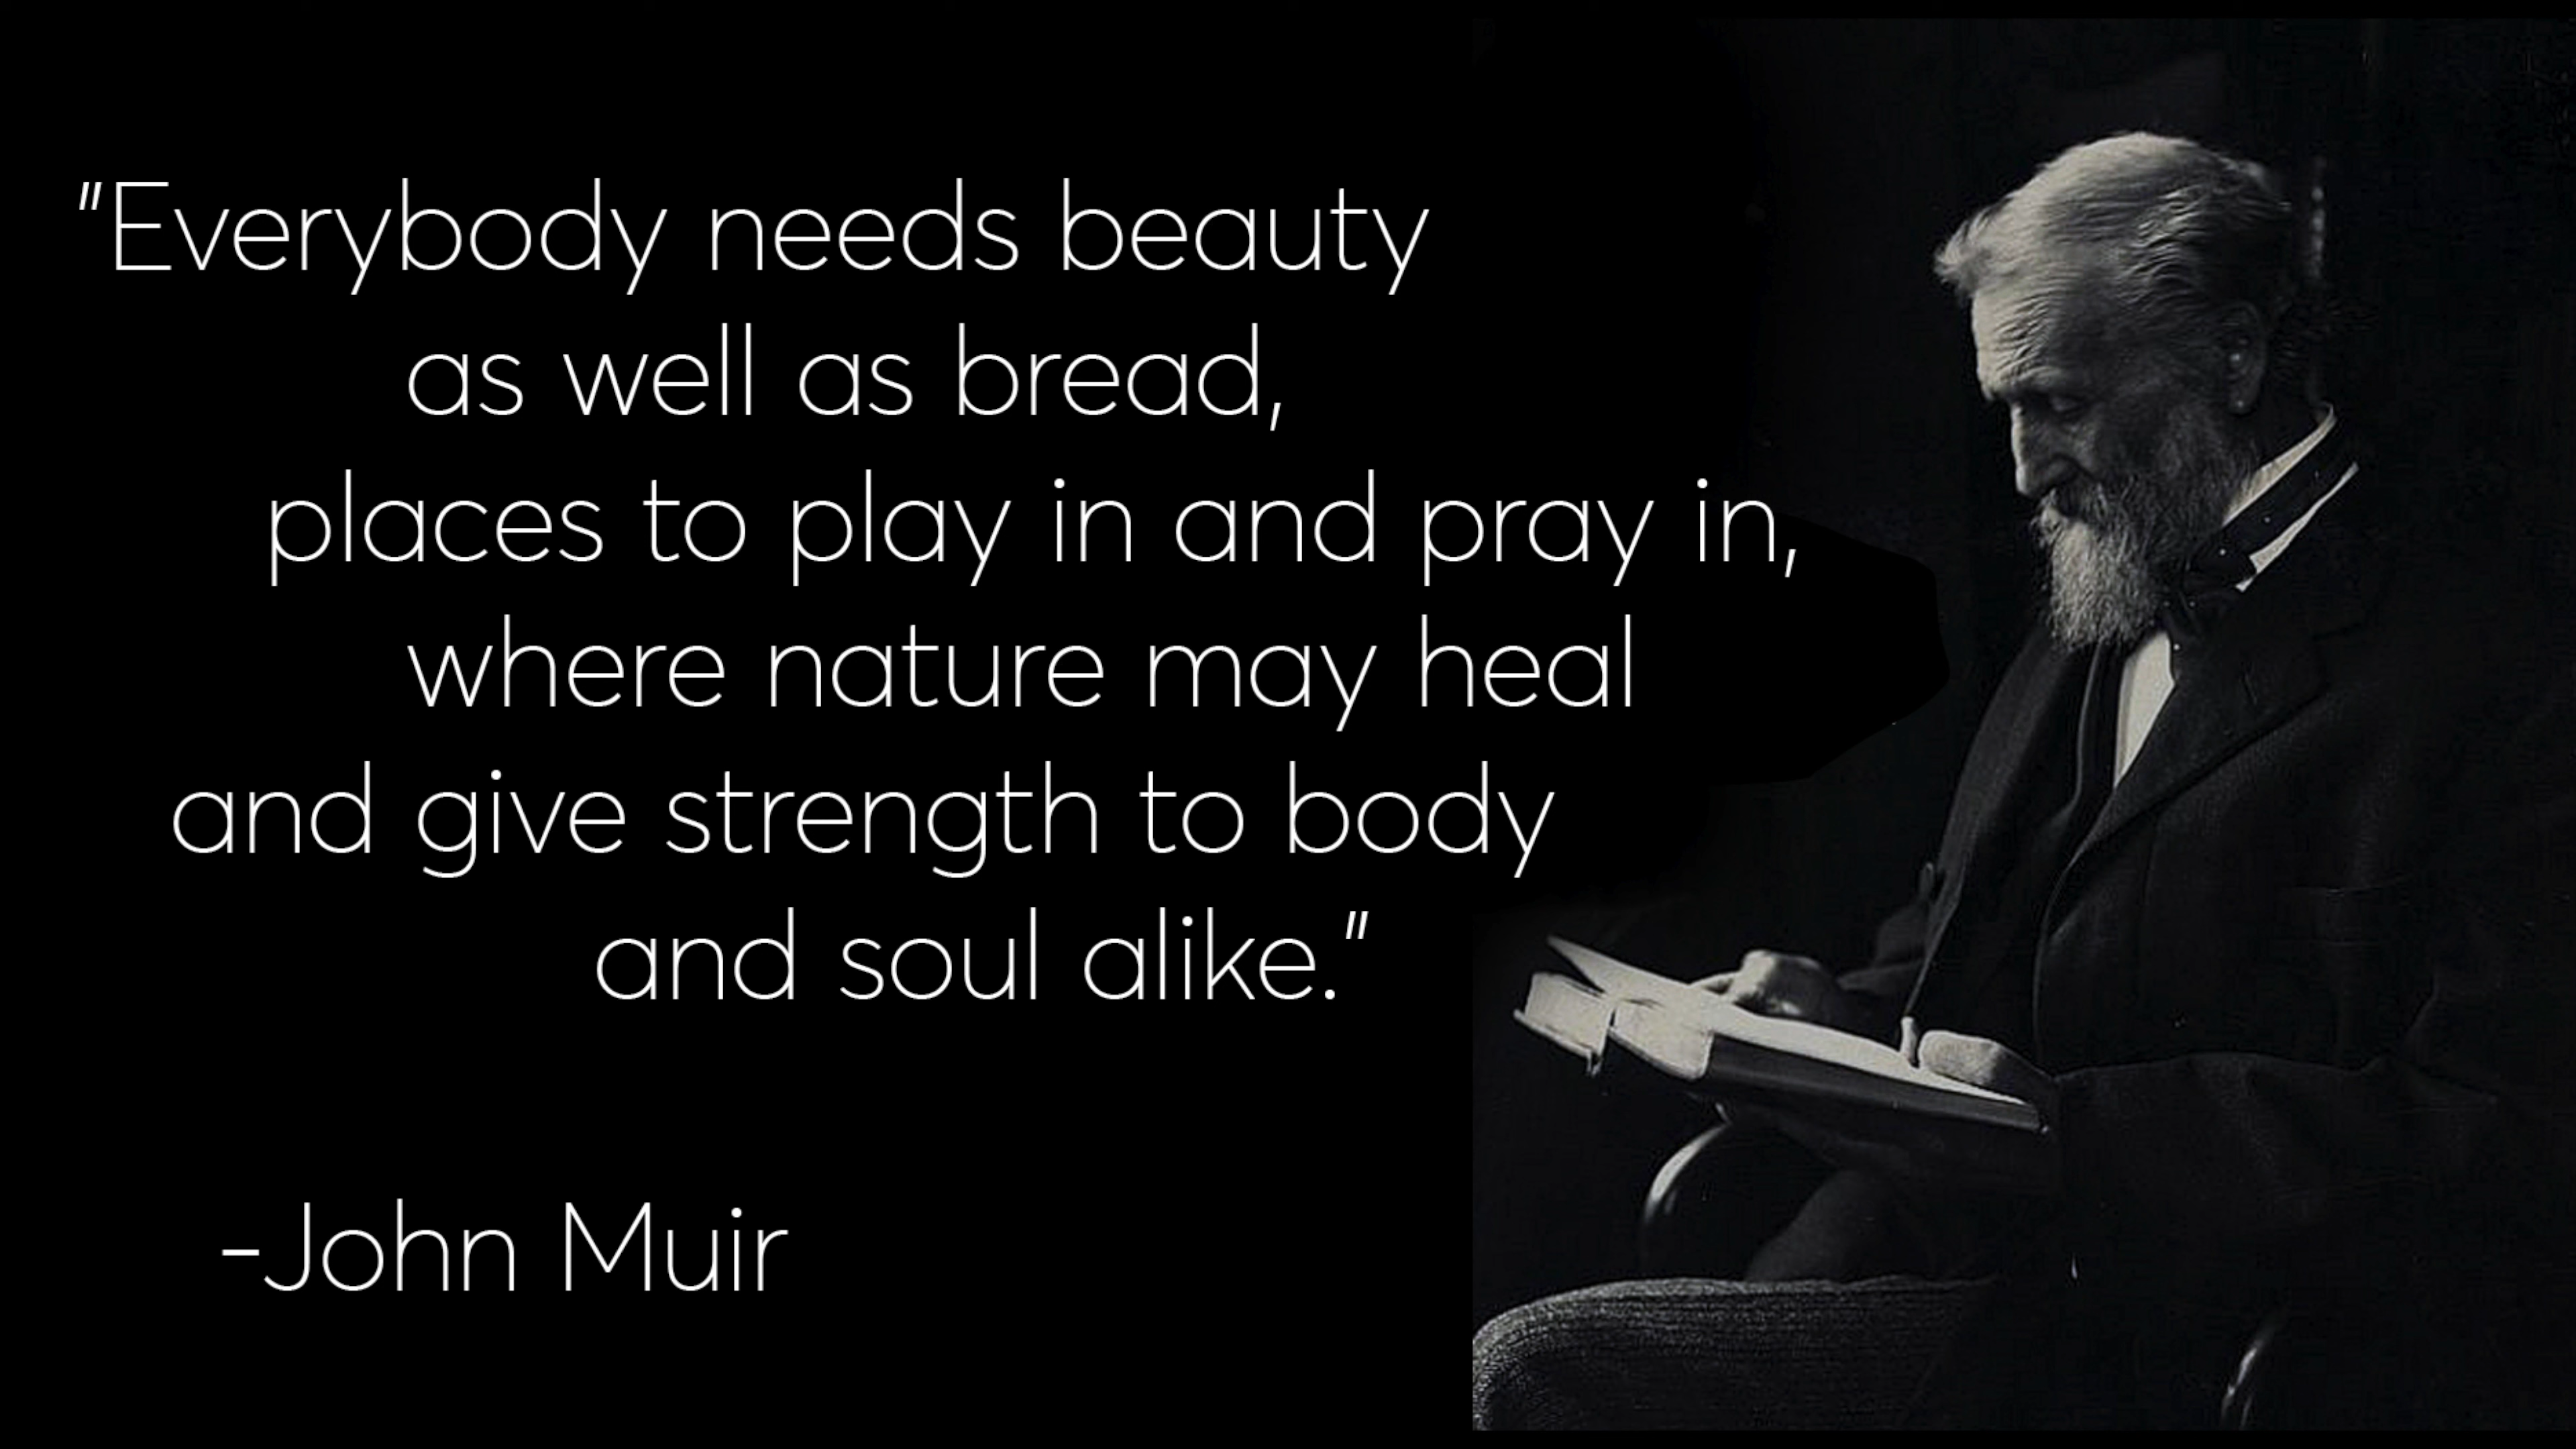 "Everybody needs beauty
as well as bread,
places to play in and pray in,
where nature may heal
and give strength to body
and soul alike."
-John Muir